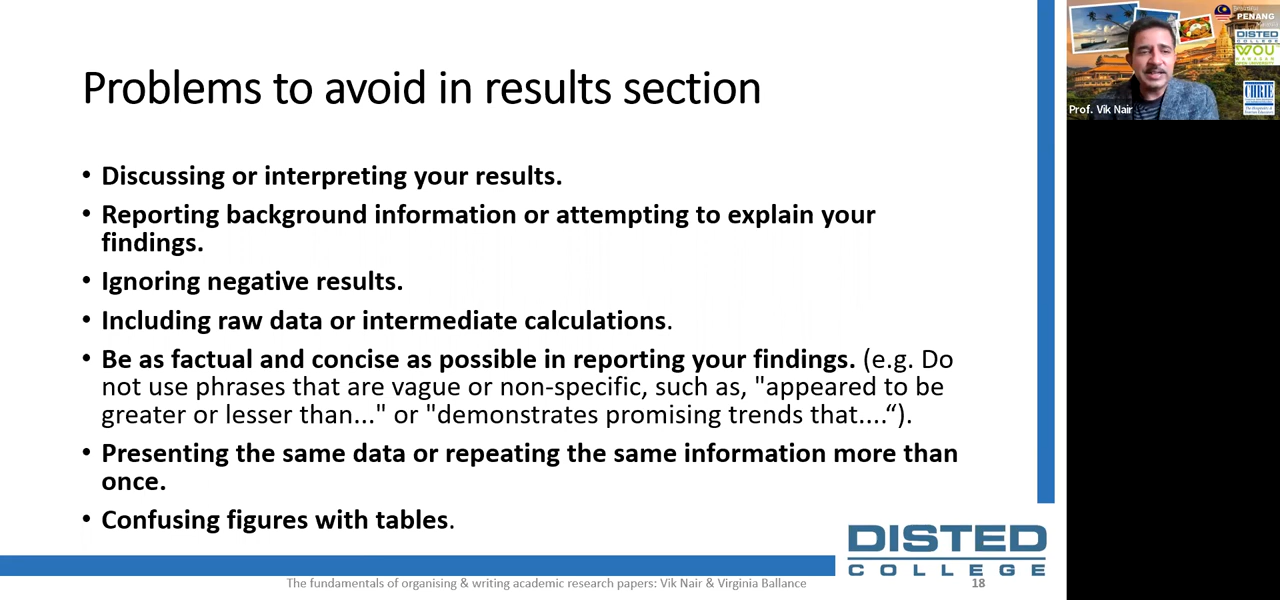 Problems to avoid in results section
• Discussing or interpreting your results.
• Reporting background information or attempting to explain your
findings.
• Ignoring negative results.
• Including raw data or intermediate calculations.
• Be as factual and concise as possible in reporting your findings. (e.g. Do
not use phrases that are vague or non-specific, such as, "appeared to be
greater or lesser than..." or "demonstrates promising trends that....“).
• Presenting the same data or repeating the same information more than
once.
• Confusing figures with tables.
DISTED
COLLEGE
The fundamentals of organising & writing academic research papers: Vik Nair & Virginia Ballance
18
PENANG
DISTED
COLLEGE
WOU
CHRIE
Prof. Vik Nair